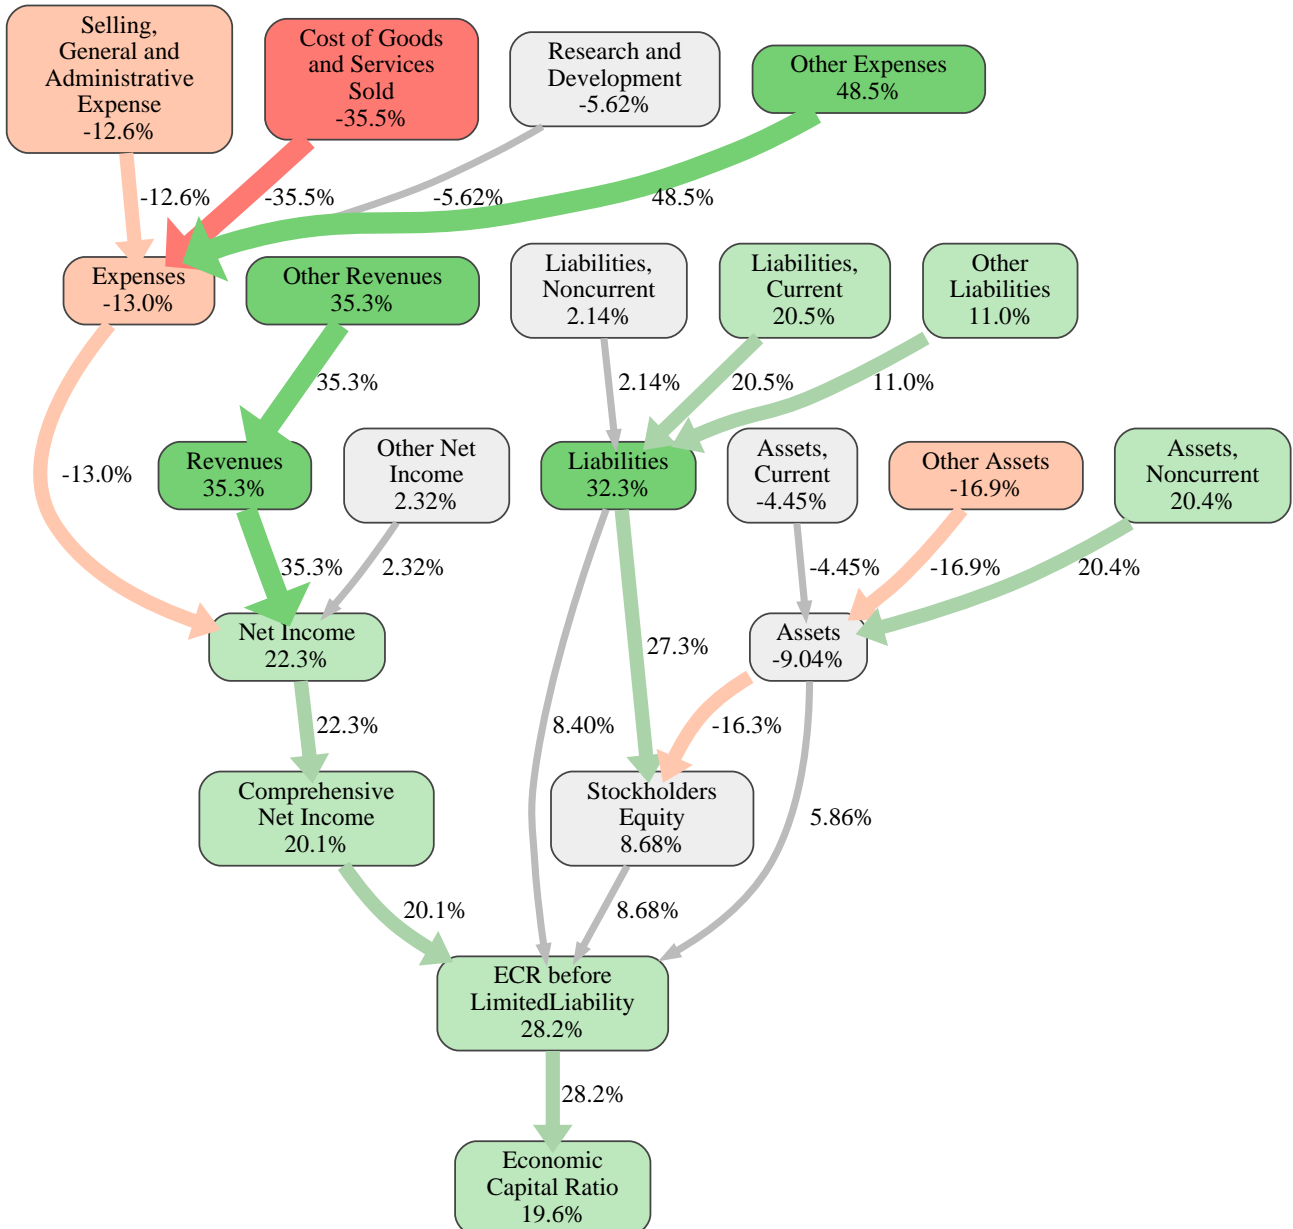 Selling,
General and
Administrative
Expense
-12.6%
Cost of Goods
and Services
Sold
-35.5%
Research and
Development
-5.62%
Other Expenses
48.5%
-12.6%
-35.5%
-5.62%
48.5%
Expenses
-13.0%
Other Revenues
35.3%
Liabilities,
Noncurrent
2.14%
Liabilities,
Current
20.5%
Other
Liabilities
11.0%
35.3%
2.14%
20.5%
11.0%
-13.0%
Revenues
35.3%
Other Net
Income
2.32%
Liabilities
32.3%
Assets,
Current
-4.45%
Other Assets
-16.9%
Assets,
Noncurrent
20.4%
35.3%
2.32%
-4.45%
-16.9%
20.4%
Net Income
22.3%
27.3%
Assets
-9.04%
22.3%
8.40%
-16.3%
Comprehensive
Net Income
20.1%
Stockholders
Equity
8.68%
5.86%
20.1%
8.68%
ECR before
LimitedLiability
28.2%
28.2%
Economic
Capital Ratio
19.6%